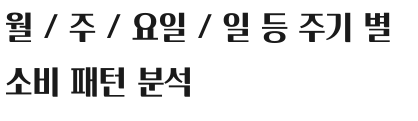 월 / 주 / 요일 / 일 등 주기 별
소비 패턴 분석